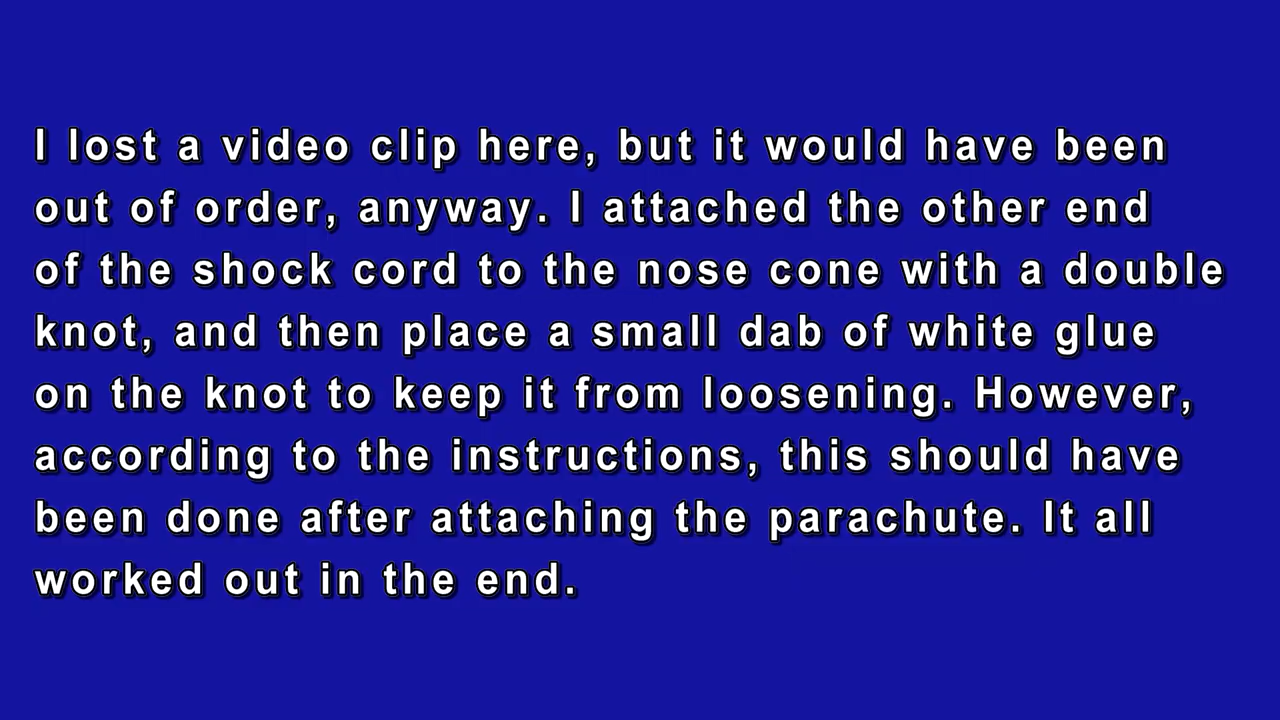 I lost a video clip here, but it would have been
out of order, anyway. I attached the other end
of the shock cord to the nose cone with a double
knot, and then place a small dab of white glue
on the knot to keep it from loosening. However,
according to the instructions, this should have
been done after attaching the parachute. It all
worked out in the end.